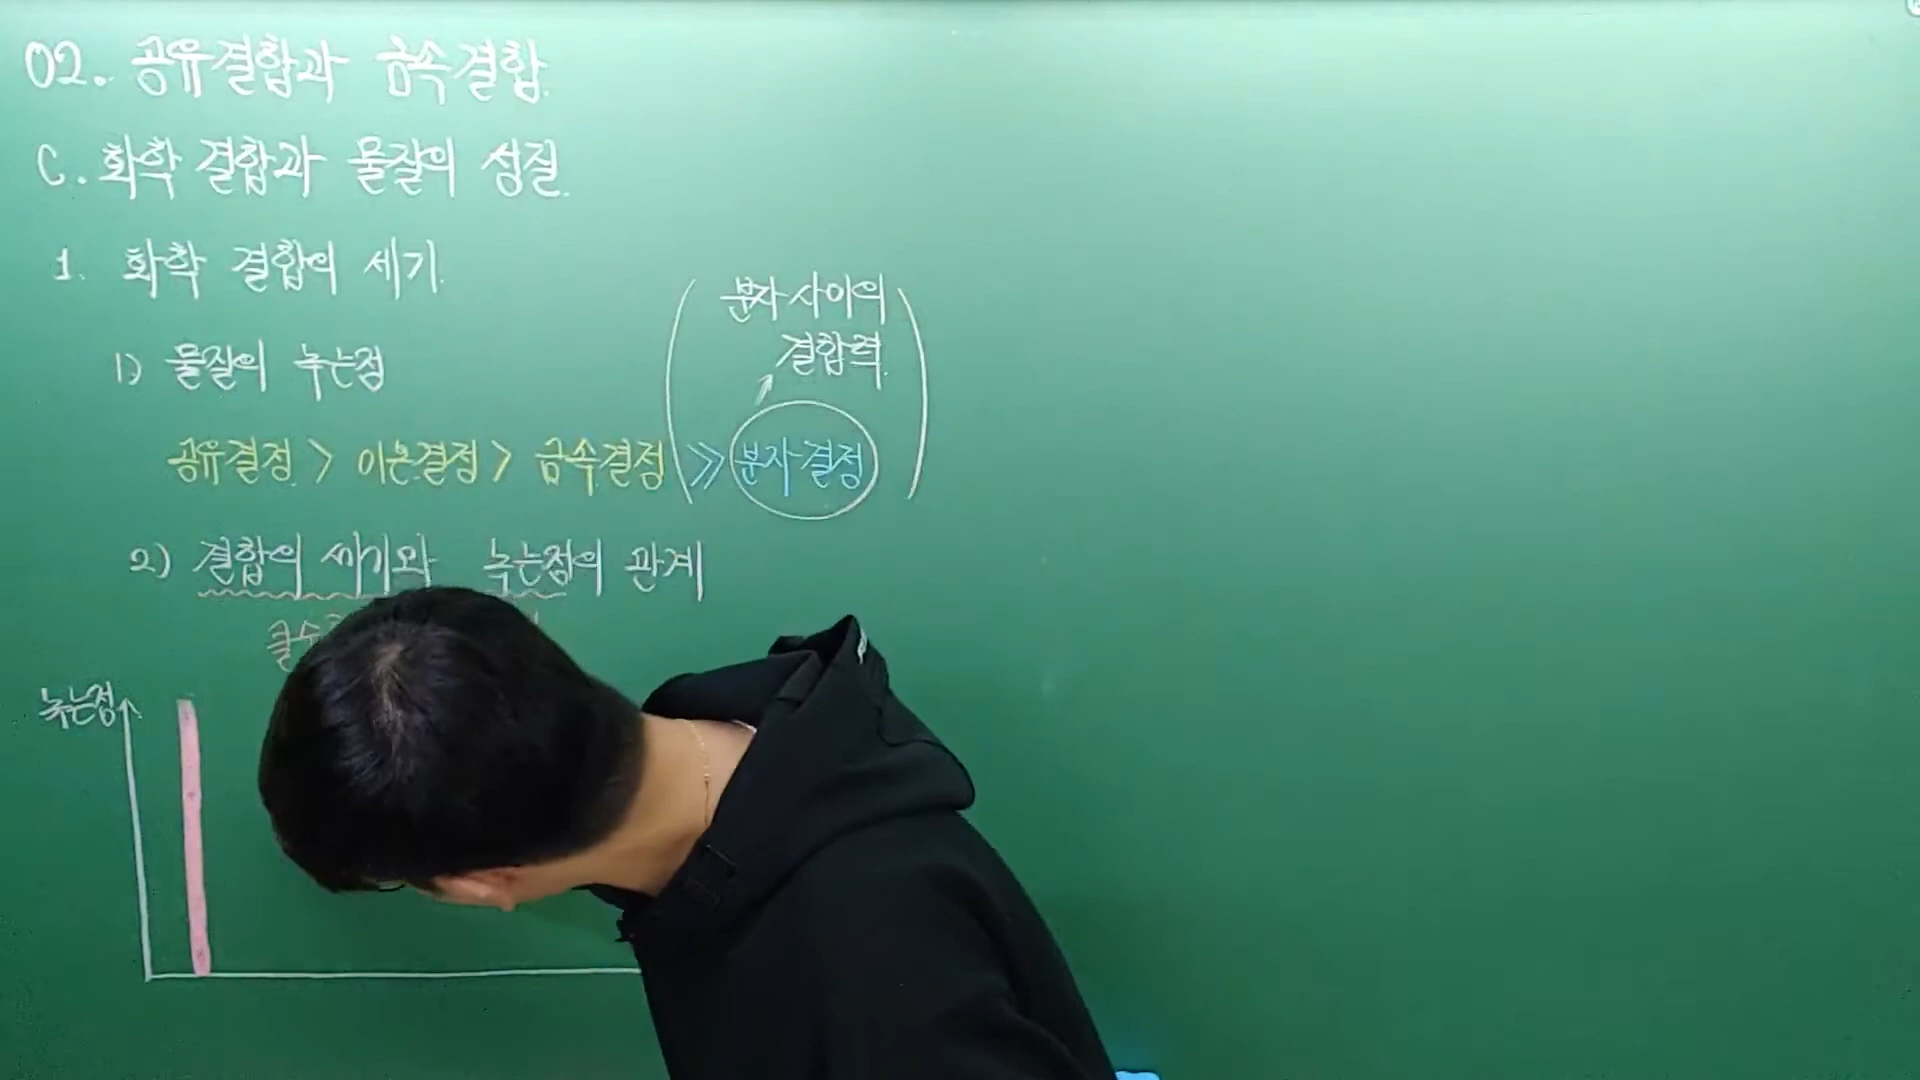 02. 공유결합과 금속결합.
C. 화학 결합과 물질의 성질.
1. 화학 결합의 세기.
1) 물질의 녹는점
(분자 사이의
결합력.
공유결정 > 이온결정 > 금속결정 ≫ 분자결정)
2) 결합의 세기와 녹는점의 관계
클수
녹는점